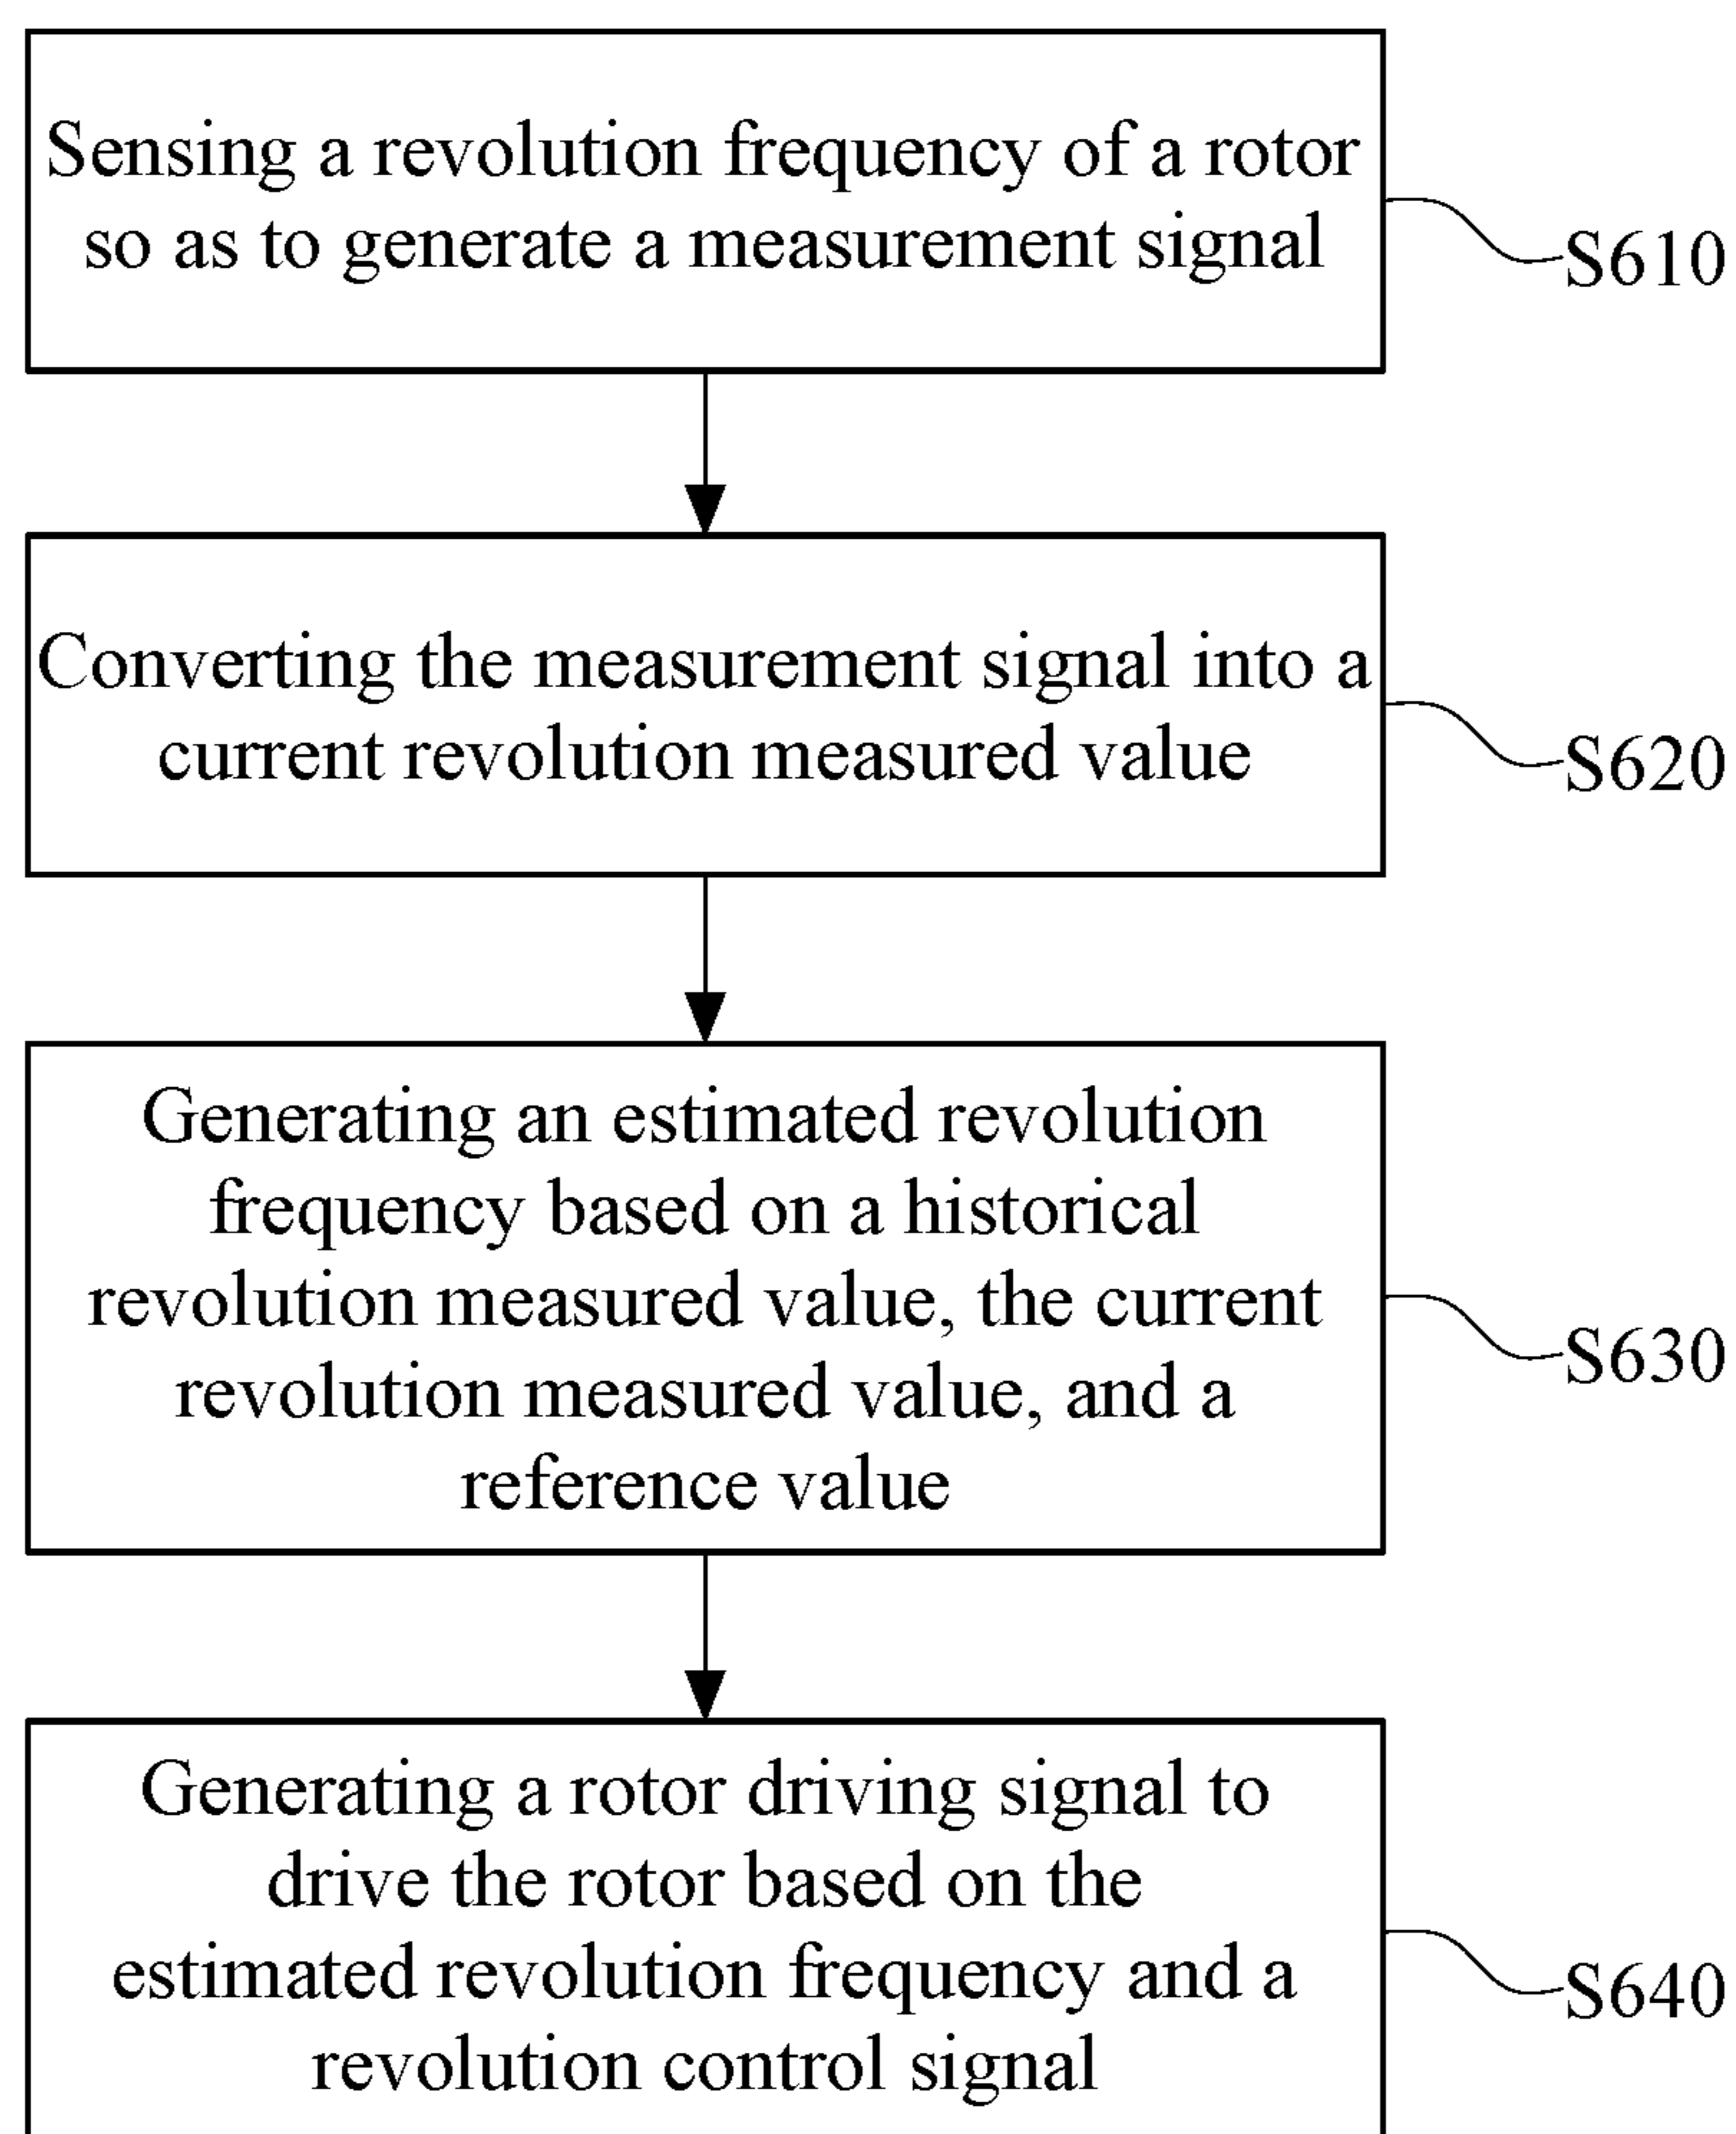 Sensing a revolution frequency of a rotor
so as to generate a measurement signal
S610
Converting the measurement signal into a
current revolution measured value
S620
Generating an estimated revolution
frequency based on a historical
revolution measured value, the current
revolution measured value, and a
reference value
S630
Generating a rotor driving signal to
drive the rotor based on the
estimated revolution frequency and a
revolution control signal
S640